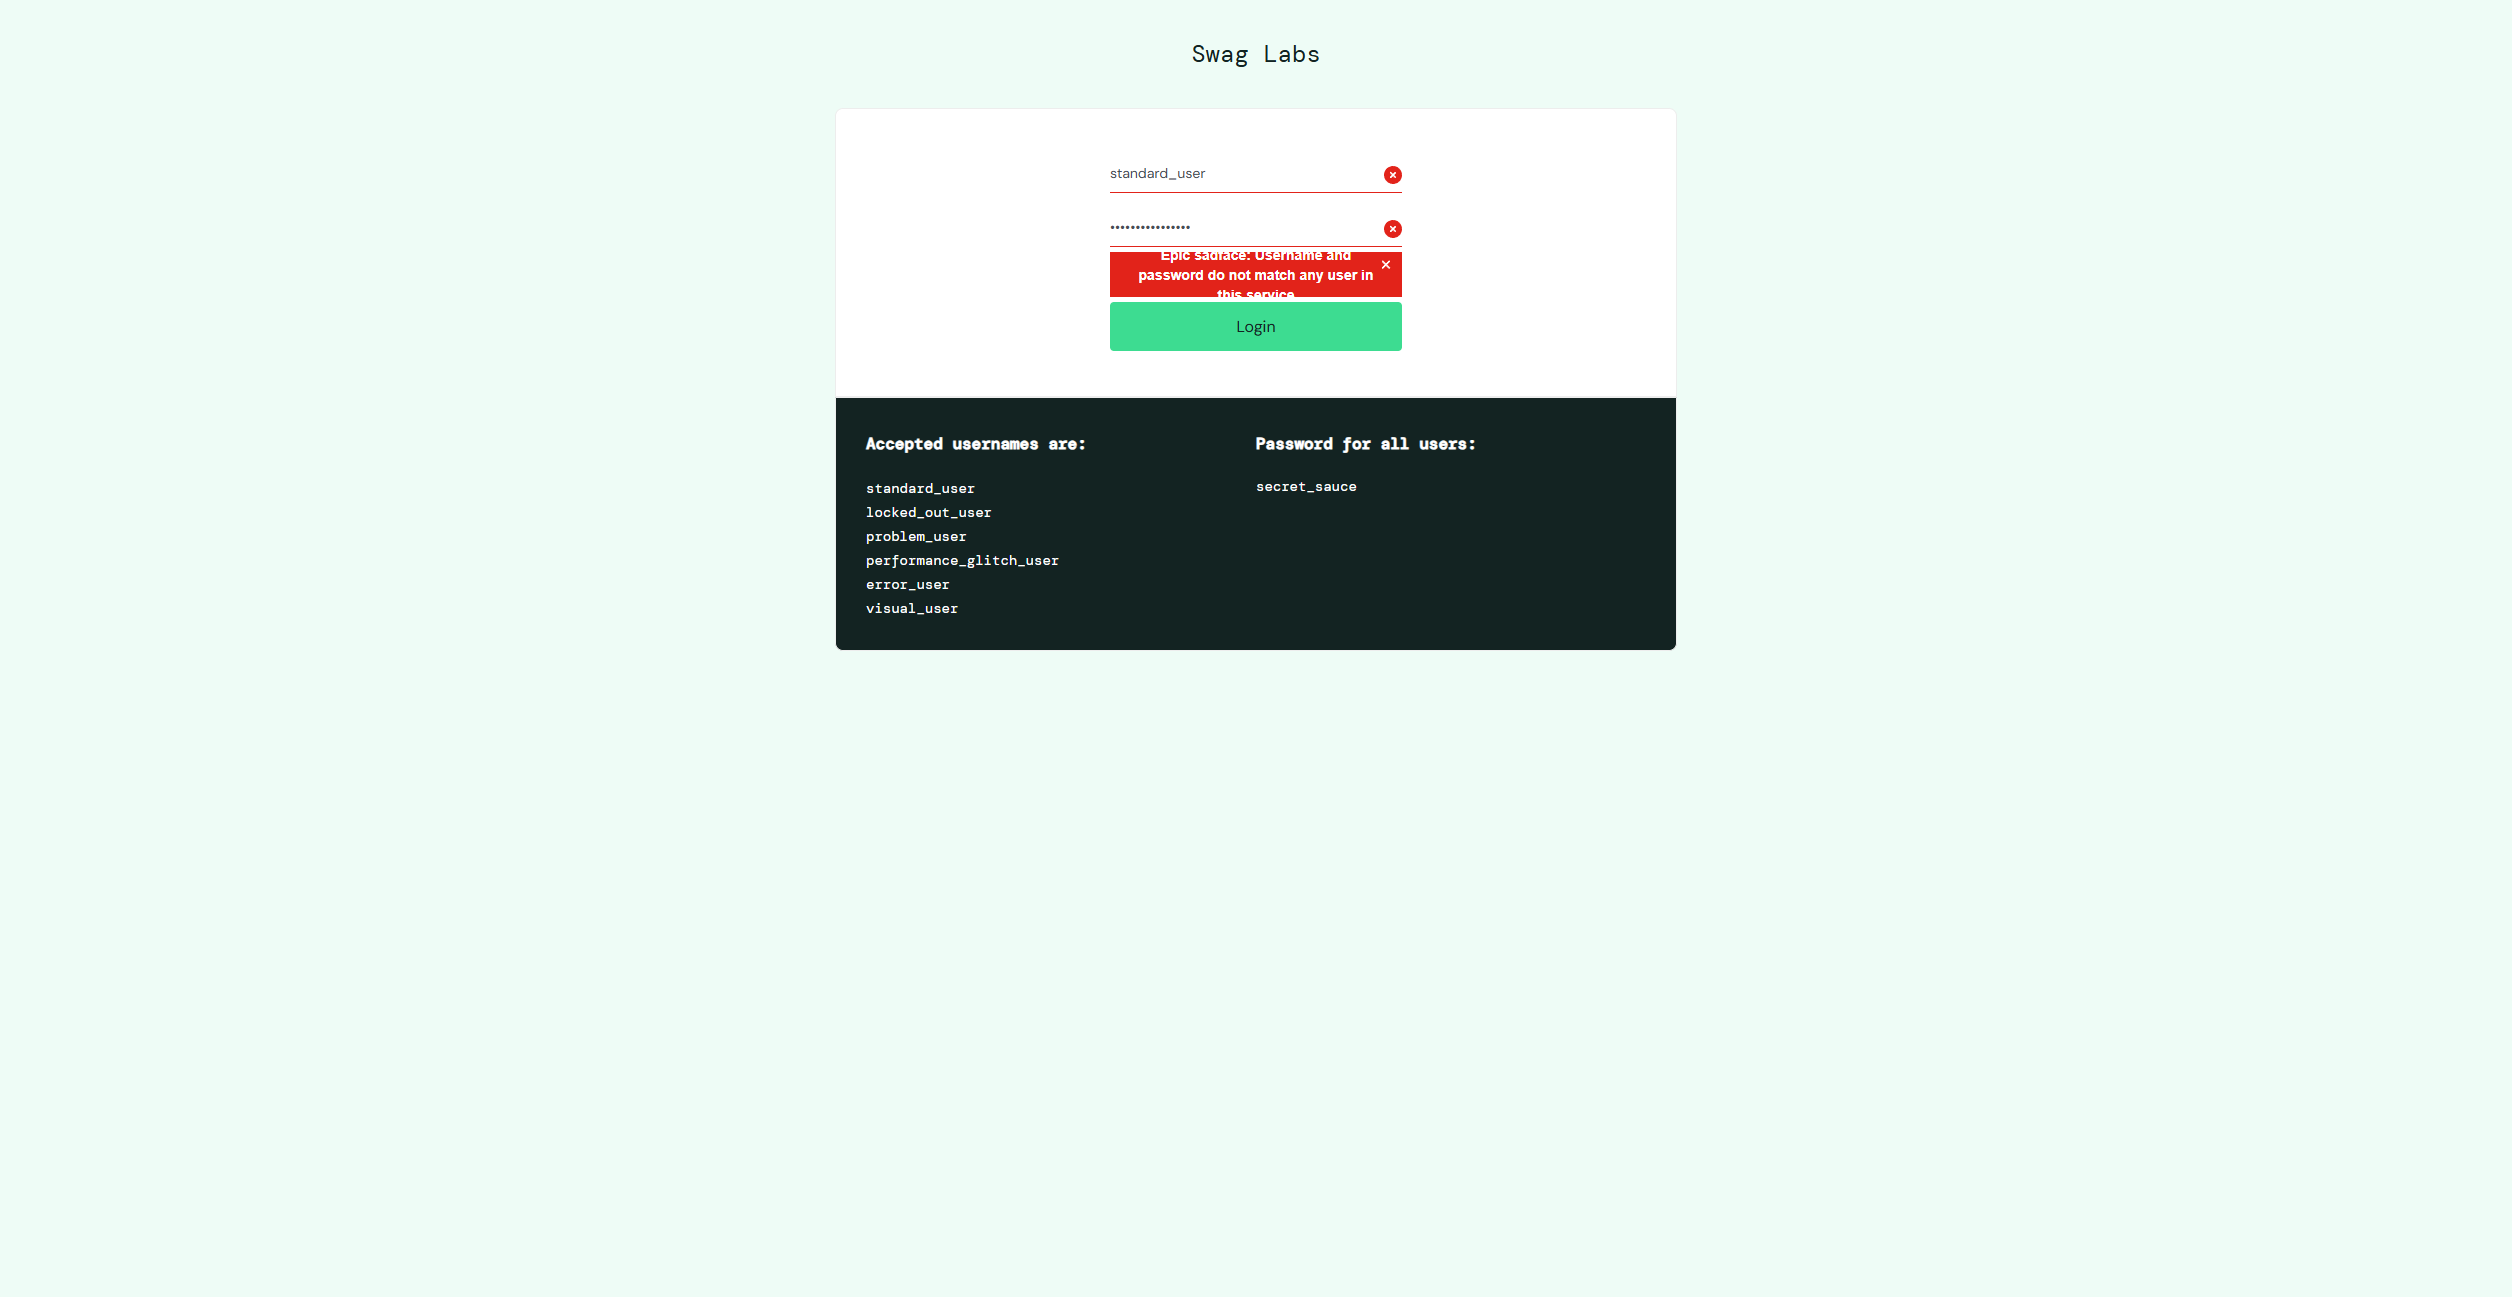 Swag Labs
standard_user
••••••••••••••••
Epic sadface: Username and
password do not match any user in
this service
Login
Accepted usernames are:
standard_user
locked_out_user
problem_user
performance_glitch_user
error_user
visual_user
Password for all users:
secret_sauce